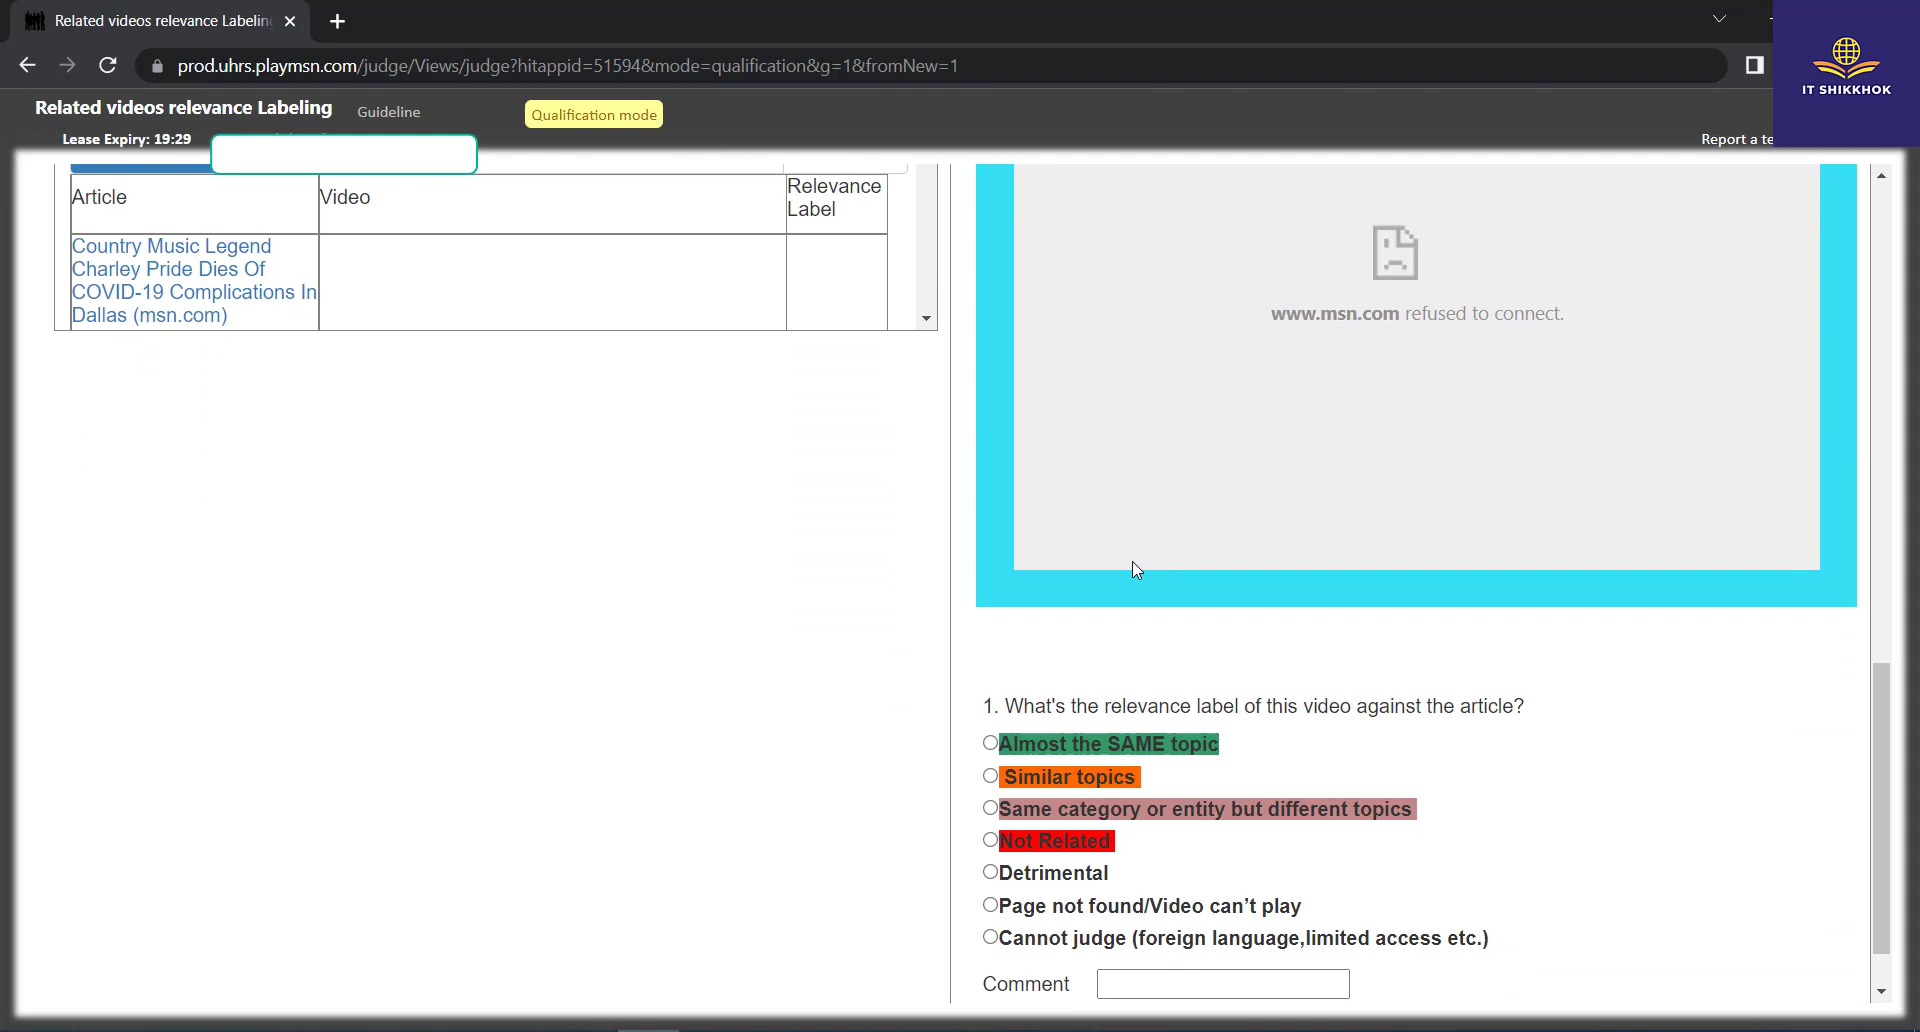 Related videos relevance Labelin
prod.uhrs.playmsn.com/judge/Views/judge?hitappid=51594&mode=qualification&g=1&fromNew=1
IT SHIKKHOK
Related videos relevance Labeling
Guideline
Qualification mode
Lease Expiry: 19:29
Report a te
Article
Video
Relevance
Label
Country Music Legend
Charley Pride Dies Of
COVID-19 Complications In
Dallas (msn.com)
www.msn.com refused to connect.
1. What's the relevance label of this video against the article?
Almost the SAME topic
Similar topics
Same category or entity but different topics
Not Related
Detrimental
Page not found/Video can’t play
Cannot judge (foreign language,limited access etc.)
Comment